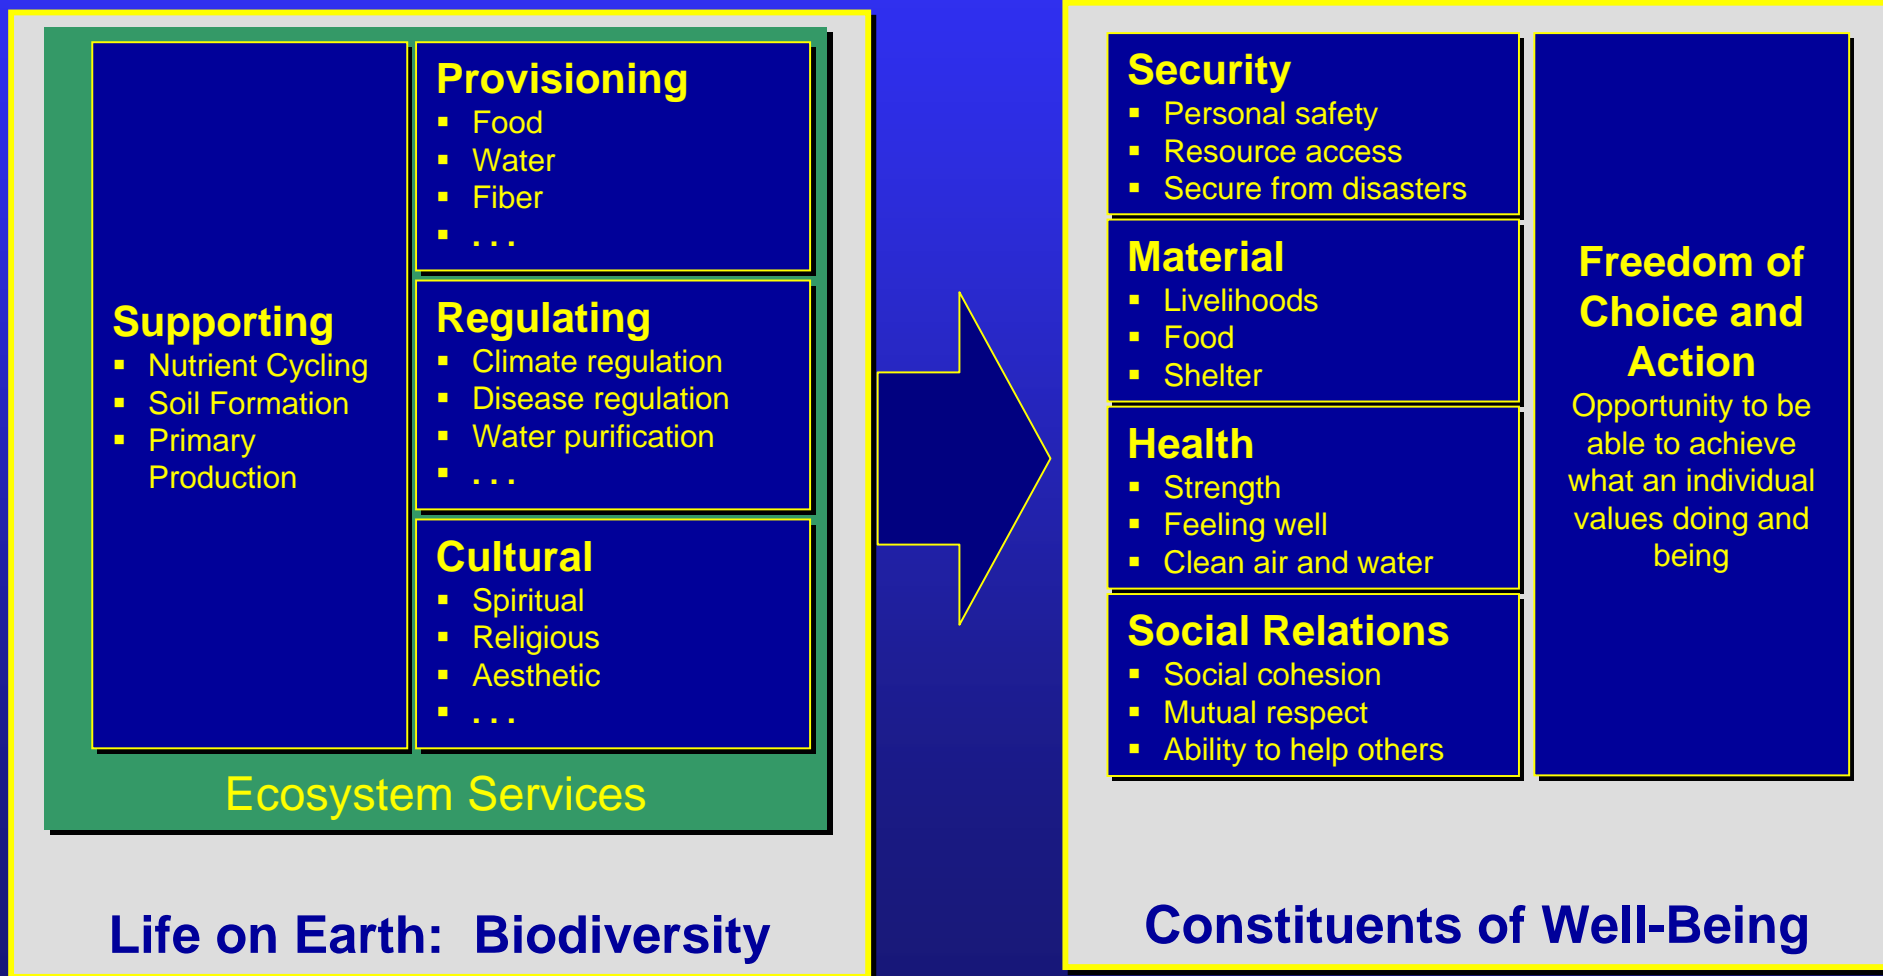 Supporting
▪ Nutrient Cycling
▪ Soil Formation
▪ Primary
Production
Provisioning
▪ Food
▪ Water
▪ Fiber
▪ . . .
Regulating
▪ Climate regulation
▪ Disease regulation
▪ Water purification
▪ . . .
Cultural
▪ Spiritual
▪ Religious
▪ Aesthetic
▪ . . .
Ecosystem Services
Life on Earth: Biodiversity
Security
▪ Personal safety
▪ Resource access
▪ Secure from disasters
Material
▪ Livelihoods
▪ Food
▪ Shelter
Health
▪ Strength
▪ Feeling well
▪ Clean air and water
Social Relations
▪ Social cohesion
▪ Mutual respect
▪ Ability to help others
Freedom of
Choice and
Action
Opportunity to be
able to achieve
what an individual
values doing and
being
Constituents of Well-Being